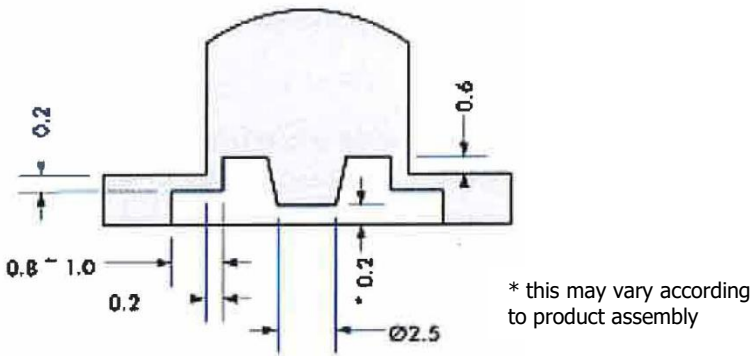 0.2
0.6
0.8 - 1.0
0.2
* 0.2
Ø2.5
* this may vary according
to product assembly